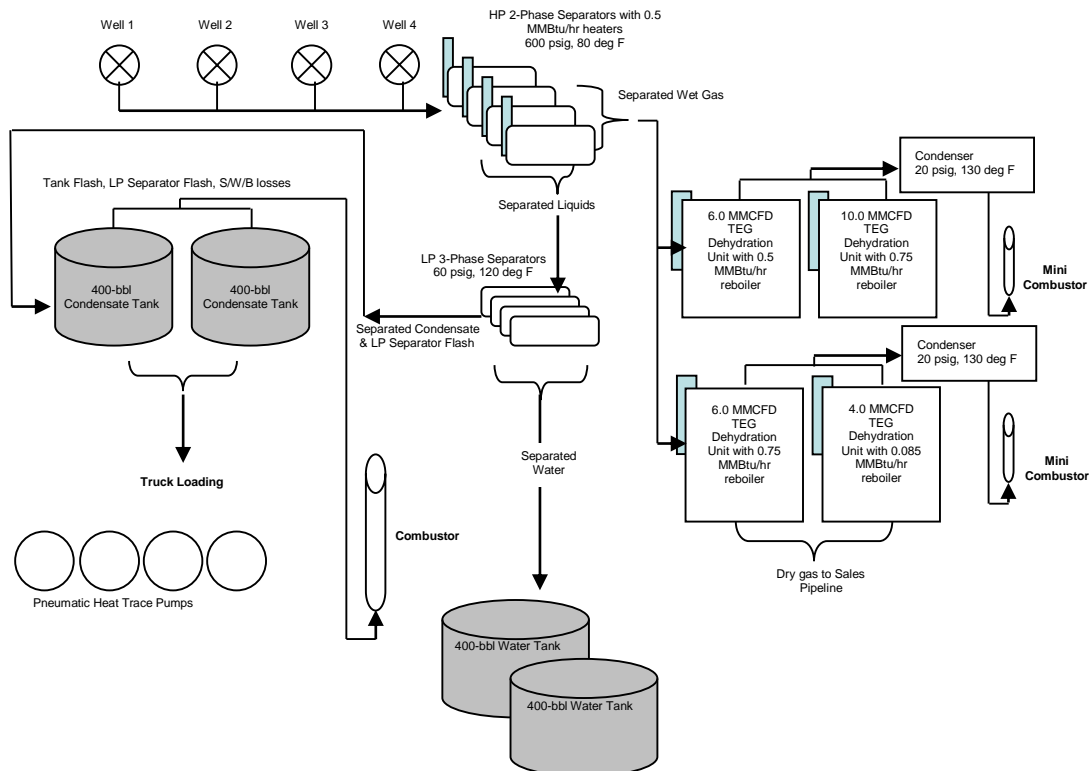 Well 1
Well 2
Well 3
Well 4
HP 2-Phase Separators with 0.5
MMBtu/hr heaters
600 psig, 80 deg F
Separated Wet Gas
Condenser
20 psig, 130 deg F
Tank Flash, LP Separator Flash, S/W/B losses
Separated Liquids
6.0 MMCFD
TEG
Dehydration
Unit with 0.5
MMBtu/hr
reboiler
10.0 MMCFD
TEG
Dehydration
Unit with 0.75
MMBtu/hr
reboiler
Mini
Combustor
LP 3-Phase Separators
60 psig, 120 deg F
400-bbl
Condensate Tank
400-bbl
Condensate Tank
Separated Condensate
& LP Separator Flash
Condenser
20 psig, 130 deg F
6.0 MMCFD
TEG
Dehydration
Unit with 0.75
MMBtu/hr
reboiler
4.0 MMCFD
TEG
Dehydration
Unit with 0.085
MMBtu/hr
reboiler
Mini
Combustor
Separated
Water
Truck Loading
Combustor
Dry gas to Sales
Pipeline
Pneumatic Heat Trace Pumps
400-bbl Water Tank
400-bbl Water Tank